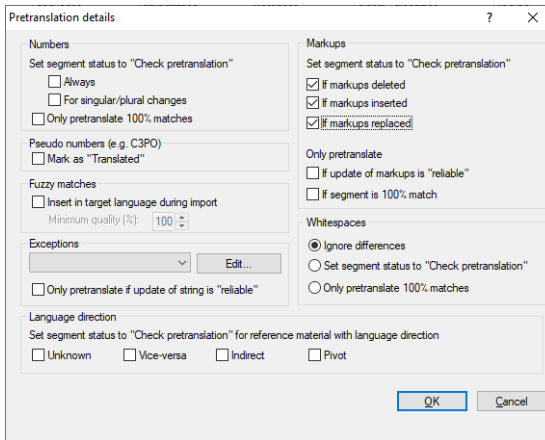 Pretranslation details
? X
Numbers
Set segment status to "Check pretranslation"
Always
For singular/plural changes
Only pretranslate 100% matches
Pseudo numbers (e.g. C3PO)
Mark as "Translated"
Fuzzy matches
Insert in target language during import
Minimum quality (%): 100
Exceptions
Edit...
Only pretranslate if update of string is "reliable"
Markups
Set segment status to "Check pretranslation"
If markups deleted
If markups inserted
If markups replaced
Only pretranslate
If update of markups is "reliable"
If segment is 100% match
Whitespaces
Ignore differences
Set segment status to "Check pretranslation"
Only pretranslate 100% matches
Language direction
Set segment status to "Check pretranslation" for reference material with language direction
Unknown Vice-versa Indirect Pivot
OK Cancel